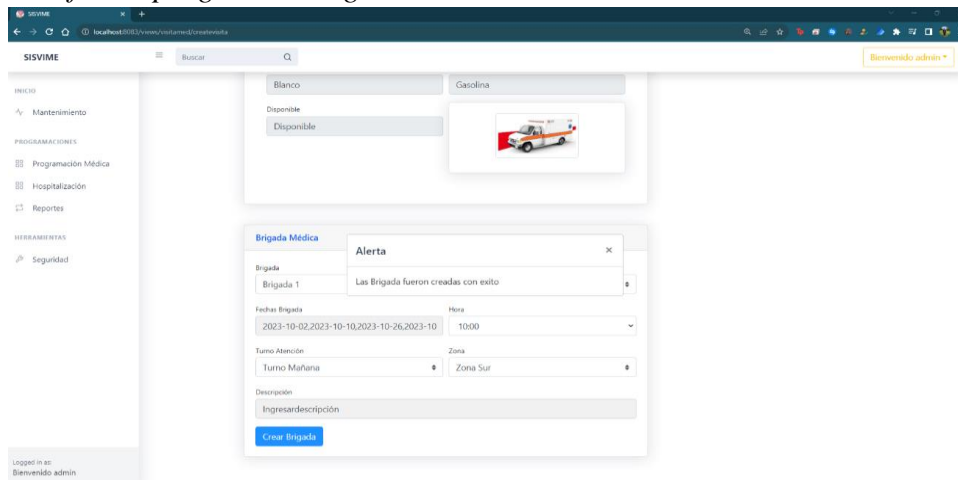 SISVIME
localhost:8083/views/visitamed/createvisita
SISVIME
Buscar
Bienvenido admin
INICIO
Mantenimiento
PROGRAMACIONES
Programación Médica
Hospitalización
Reportes
HERRAMIENTAS
Seguridad
Logged in as:
Bienvenido admin
Blanco
Gasolina
Disponible
Disponible
Brigada Médica
Alerta
×
Las Brigada fueron creadas con exito
Brigada
Brigada 1
Fechas Brigada
Hora
2023-10-02,2023-10-10,2023-10-26,2023-10
10:00
Turno Atención
Zona
Turno Mañana
Zona Sur
Descripción
Ingresardescripción
Crear Brigada